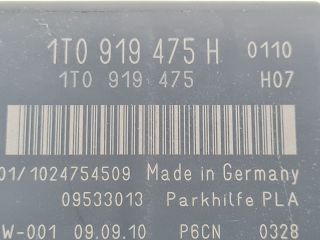 1T0 919 475 H 0110
1T0 919 475 H07
01/1024754509 Made in Germany
09533013 Parkhilfe PLA
W-001 09.09.10 P6CN 0328